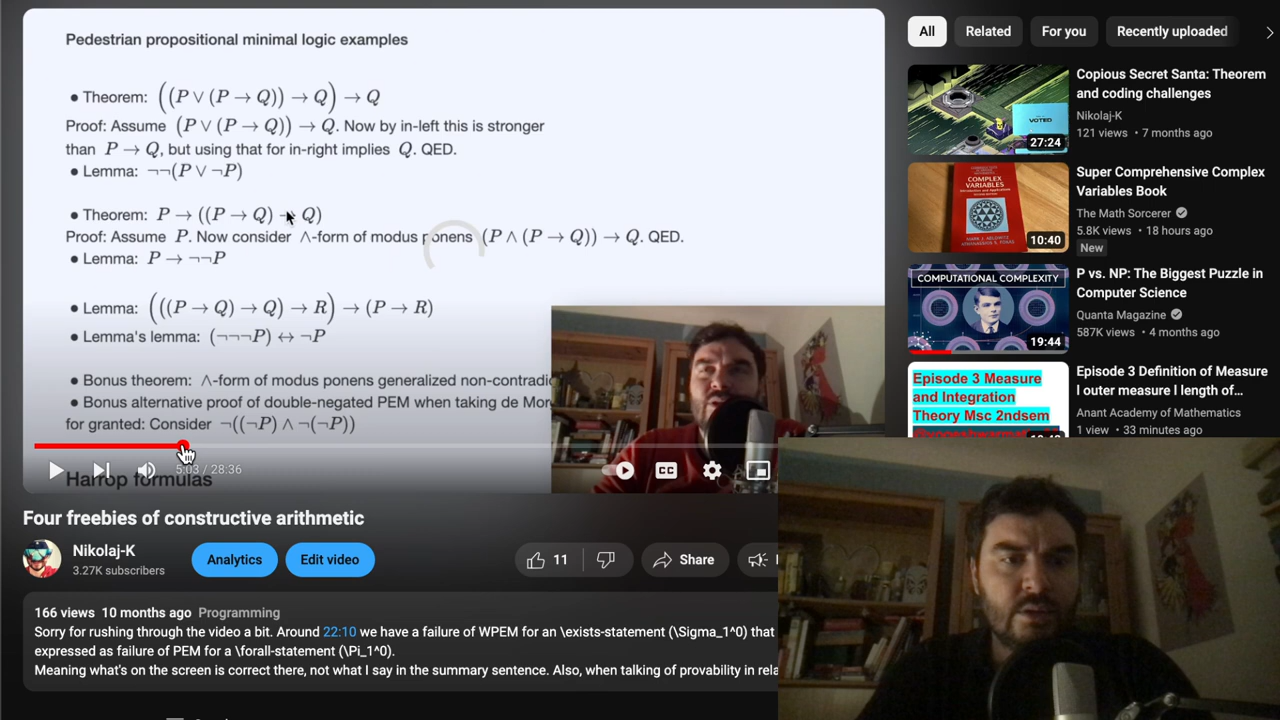 Pedestrian propositional minimal logic examples
• Theorem: ((P ∨ (P → Q)) → Q) → Q
Proof: Assume (P ∨ (P → Q)) → Q. Now by in-left this is stronger
than P → Q, but using that for in-right implies Q. QED.
• Lemma: ¬¬(P ∨ ¬P)
• Theorem: P → ((P → Q) → Q)
Proof: Assume P. Now consider ∧-form of modus ponens (P ∧ (P → Q)) → Q. QED.
• Lemma: P → ¬¬P
• Lemma: (((P → Q) → Q) → R) → (P → R)
• Lemma's lemma: (¬¬¬P) ↔ ¬P
• Bonus theorem: ∧-form of modus ponens generalized non-contradic
• Bonus alternative proof of double-negated PEM when taking de Mor
for granted: Consider ¬((¬P) ∧ ¬(¬P))
5:03 / 28:36
CC
Harrop formulas
Four freebies of constructive arithmetic
Nikolaj-K
3.27K subscribers
Analytics
Edit video
11
Share
166 views 10 months ago Programming
Sorry for rushing through the video a bit. Around 22:10 we have a failure of WPEM for an \exists-statement (\Sigma_1^0) that
expressed as failure of PEM for a \forall-statement (\Pi_1^0).
Meaning what's on the screen is correct there, not what I say in the summary sentence. Also, when talking of provability in rela
All
Related
For you
Recently uploaded
VOTED
27:24
Copious Secret Santa: Theorem
and coding challenges
Nikolaj-K
121 views • 7 months ago
COMPLEX
VARIABLES
10:40
Super Comprehensive Complex
Variables Book
The Math Sorcerer
5.8K views • 18 hours ago
New
COMPUTATIONAL COMPLEXITY
19:44
P vs. NP: The Biggest Puzzle in
Computer Science
Quanta Magazine
587K views • 4 months ago
Episode 3 Measure
and Integration
Theory Msc 2ndsem
Episode 3 Definition of Measure
l outer measure l length of...
Anant Academy of Mathematics
1 view • 33 minutes ago